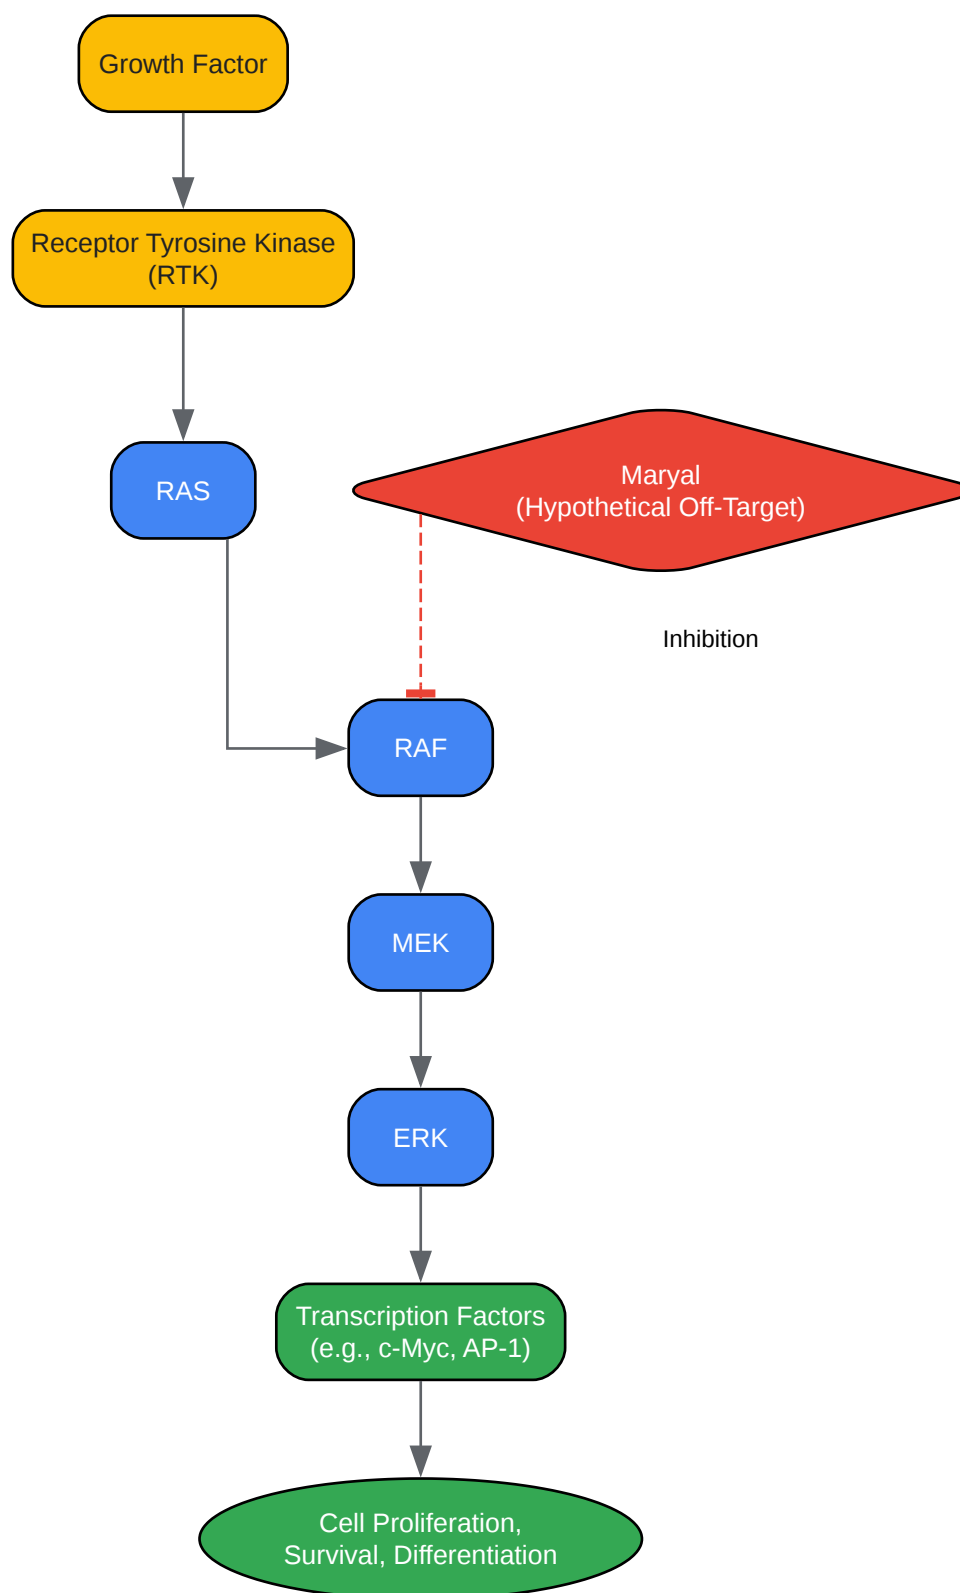 Growth Factor
Receptor Tyrosine Kinase
(RTK)
RAS
Maryal
(Hypothetical Off-Target)
Inhibition
RAF
MEK
ERK
Transcription Factors
(e.g., c-Myc, AP-1)
Cell Proliferation,
Survival, Differentiation